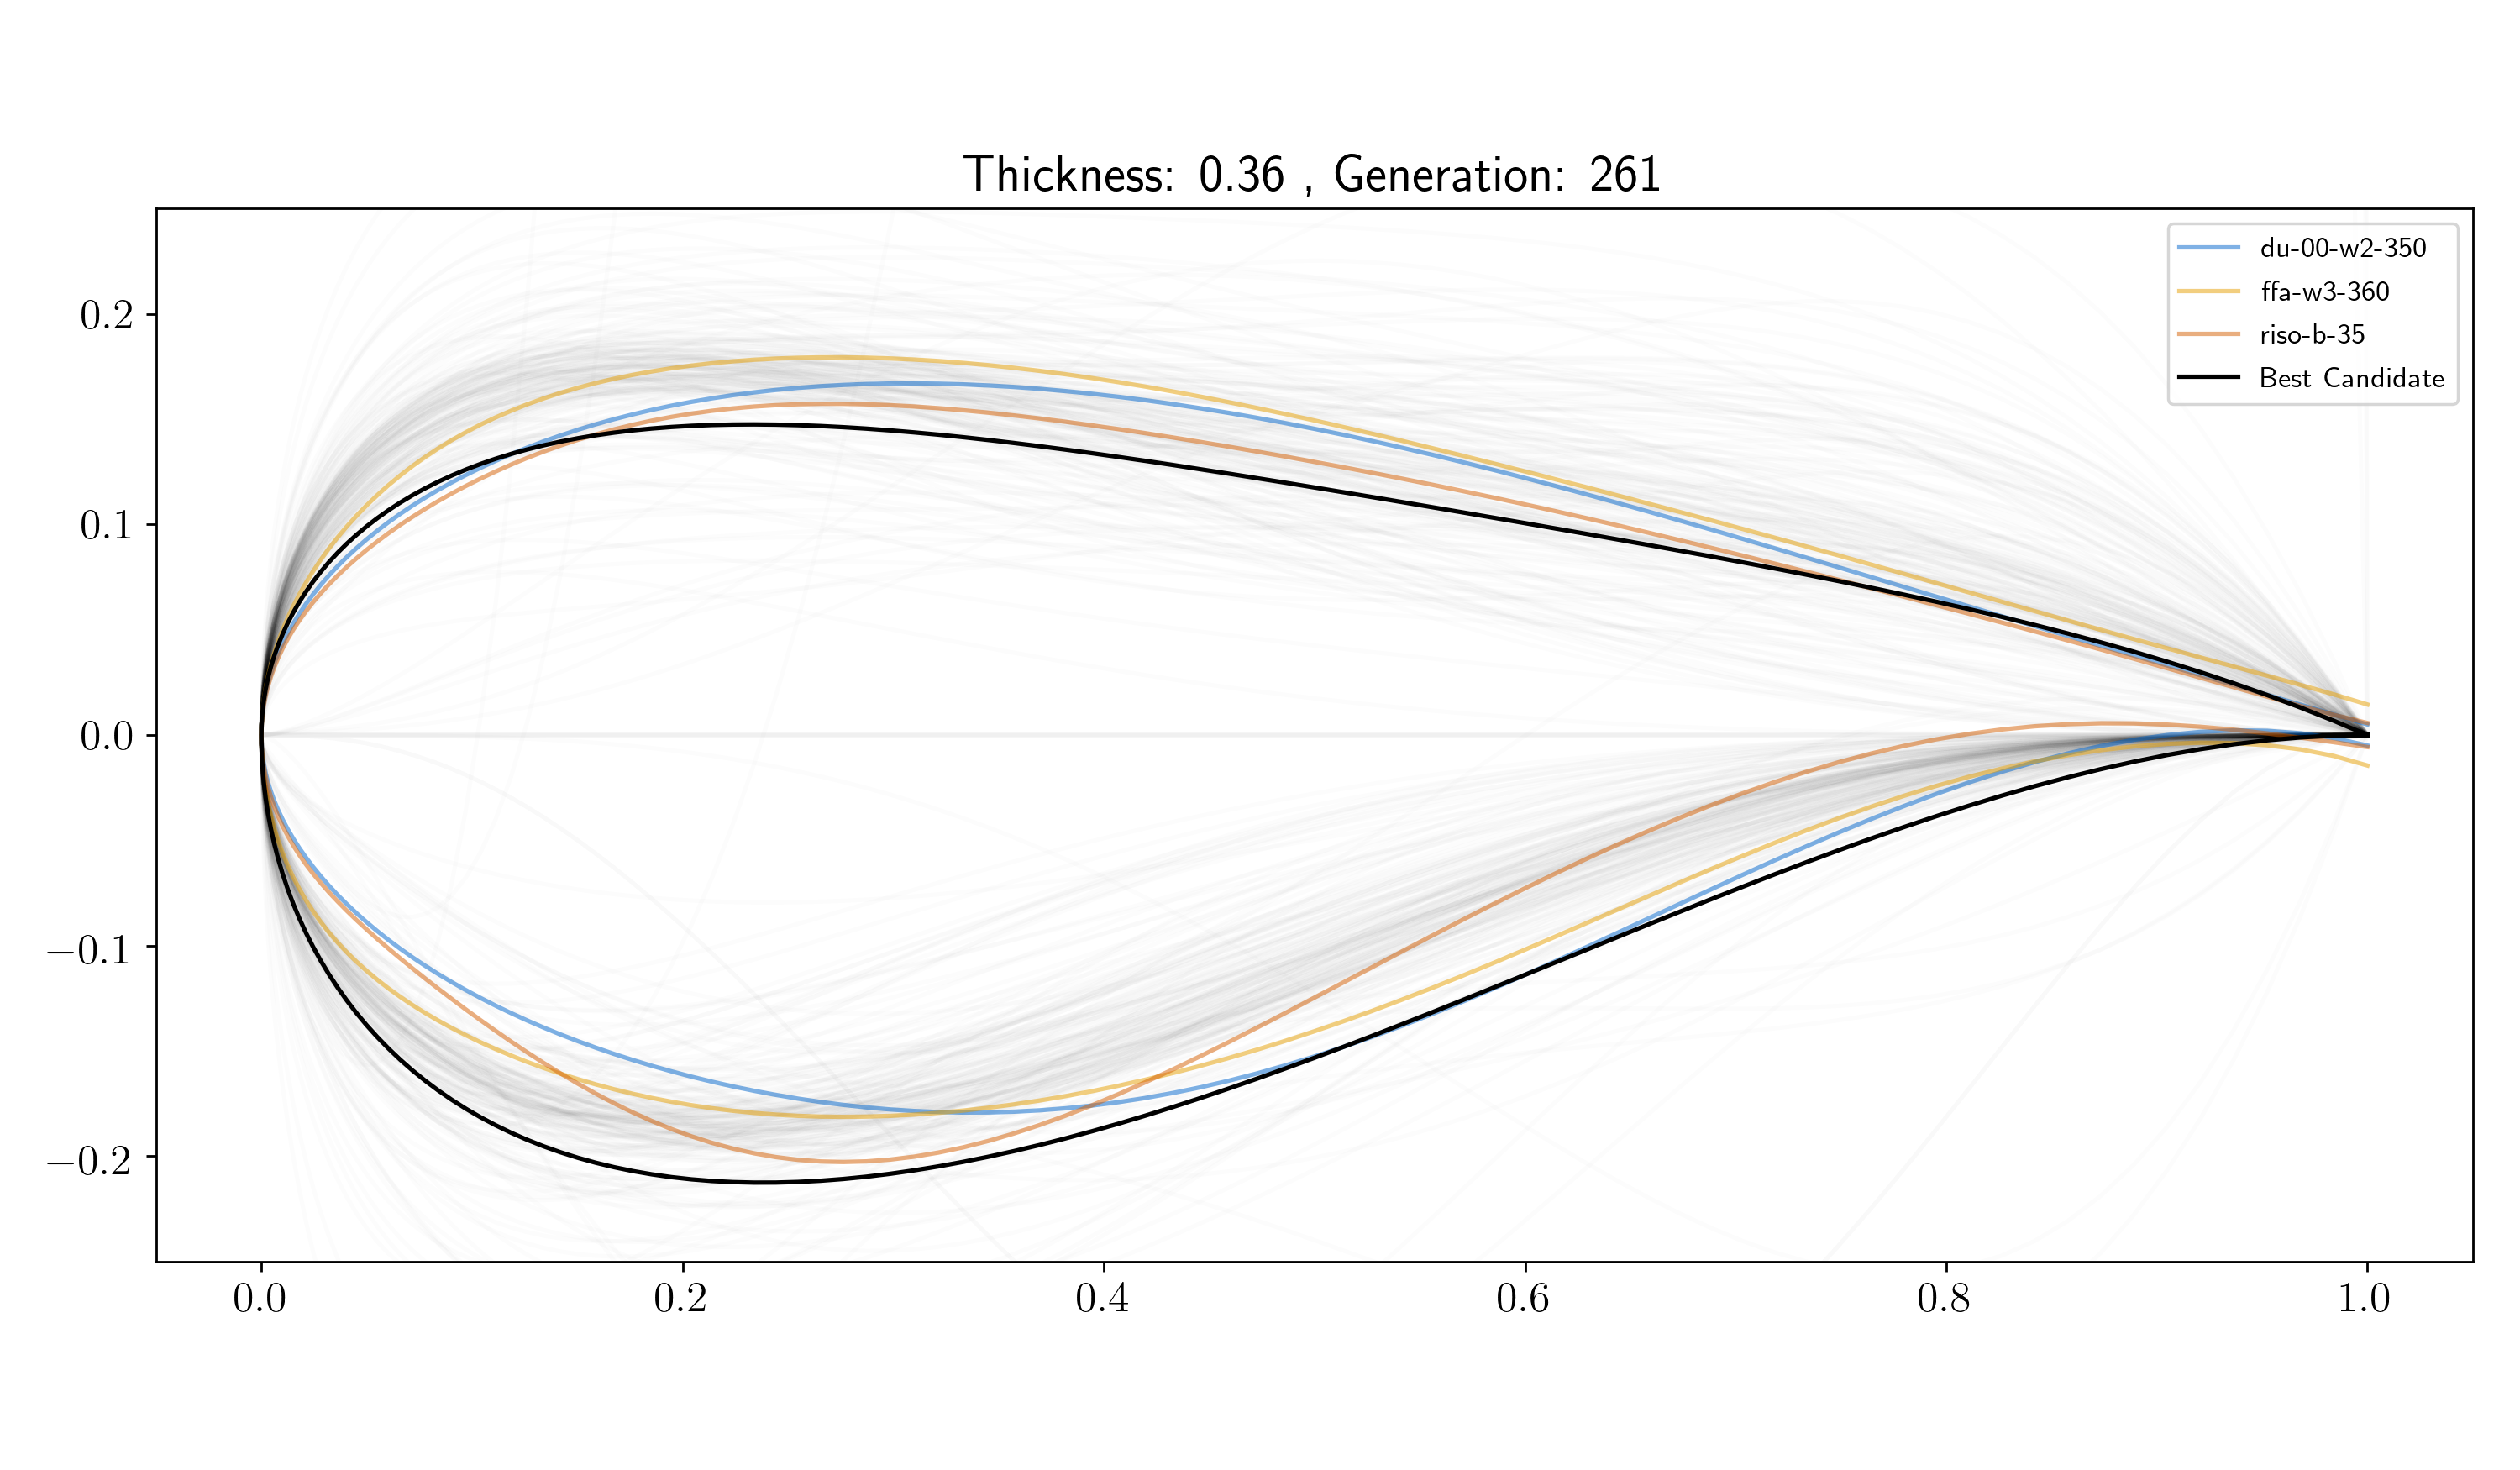 Thickness: 0.36 , Generation: 261
du-00-w2-350
ffa-w3-360
riso-b-35
Best Candidate
0.2
0.1
0.0
−0.1
−0.2
0.0 0.2 0.4 0.6 0.8 1.0